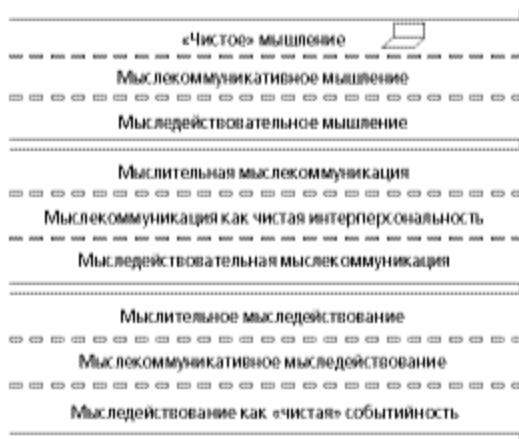 «Чистое» мышление
Мыслекоммуникативное мышление
Мыследействовательное мышление
Мыслительная мыслекоммуникация
Мыслекоммуникация как чистая интерперсональность
Мыследействовательная мыслекоммуникация
Мыслительное мыследействование
Мыслекоммуникативное мыследействование
Мыследействование как «чистая» событийность